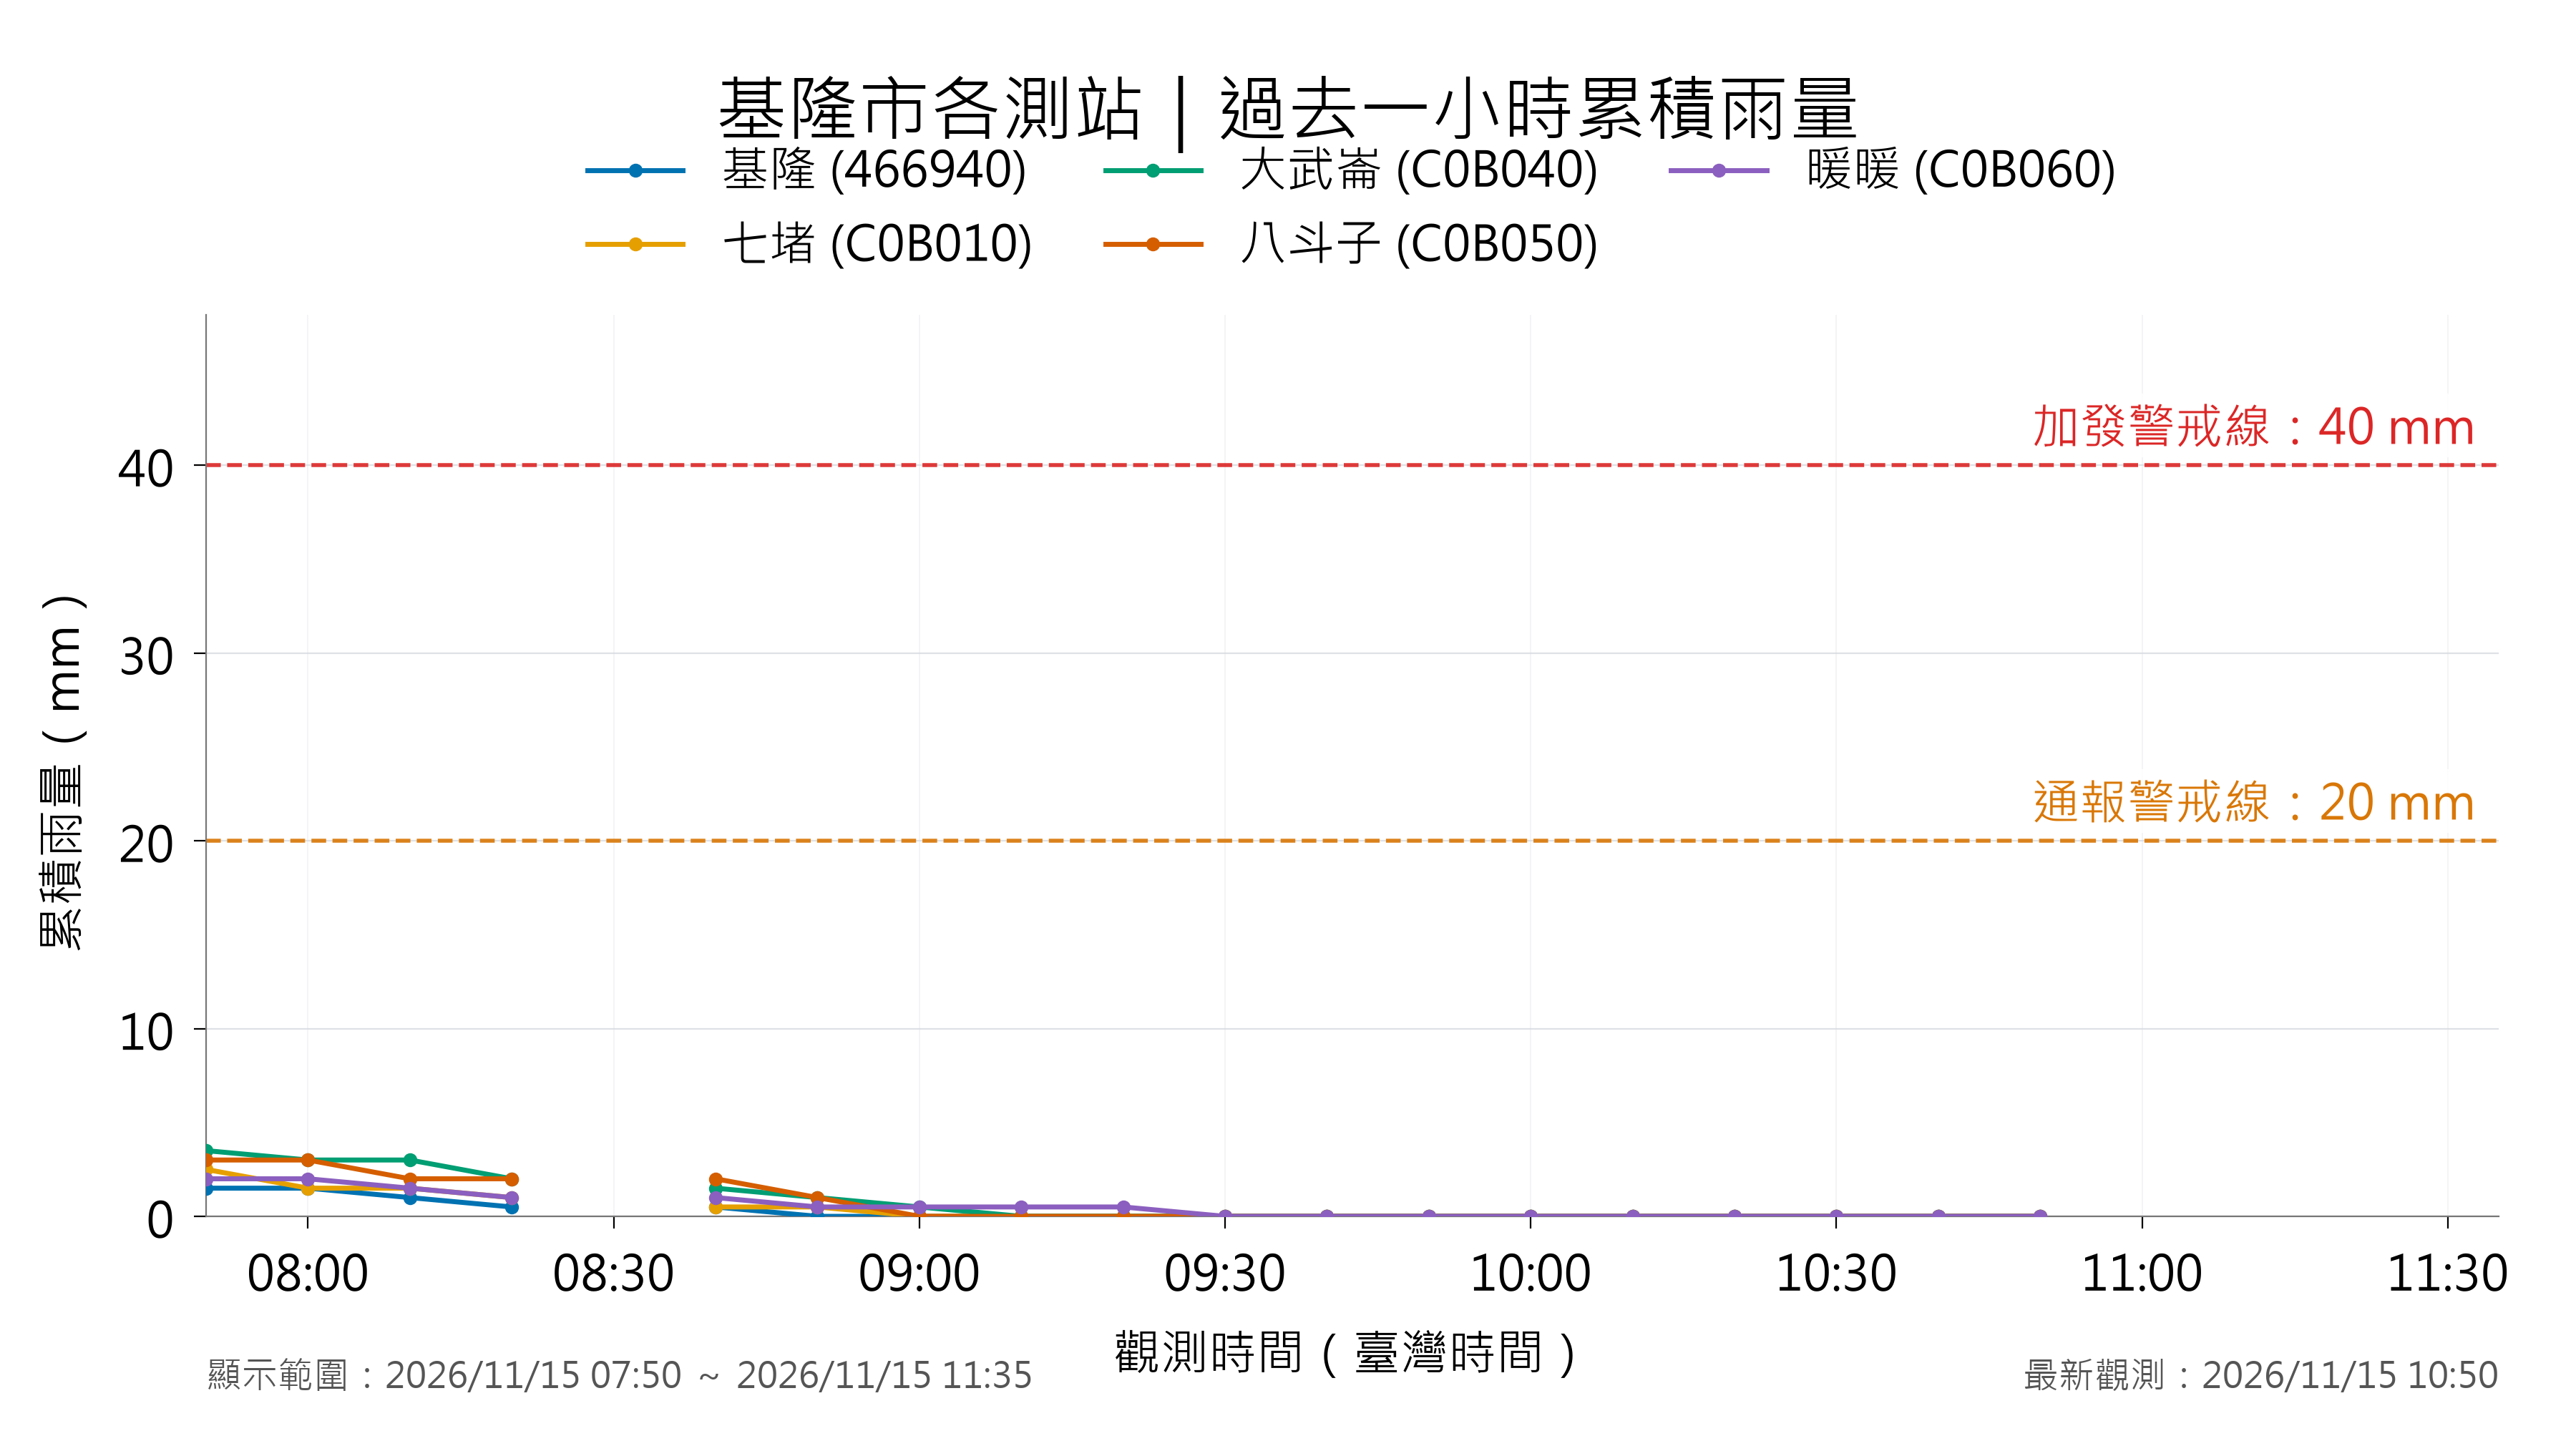 基隆市各測站｜過去一小時累積雨量
基隆 (466940)
大武崙 (C0B040)
暖暖 (C0B060)
七堵 (C0B010)
八斗子 (C0B050)
累積雨量（mm）
40
30
20
10
0
加發警戒線：40 mm
通報警戒線：20 mm
08:00
08:30
09:00
09:30
10:00
10:30
11:00
11:30
觀測時間（臺灣時間）
顯示範圍：2026/11/15 07:50 ~ 2026/11/15 11:35
最新觀測：2026/11/15 10:50